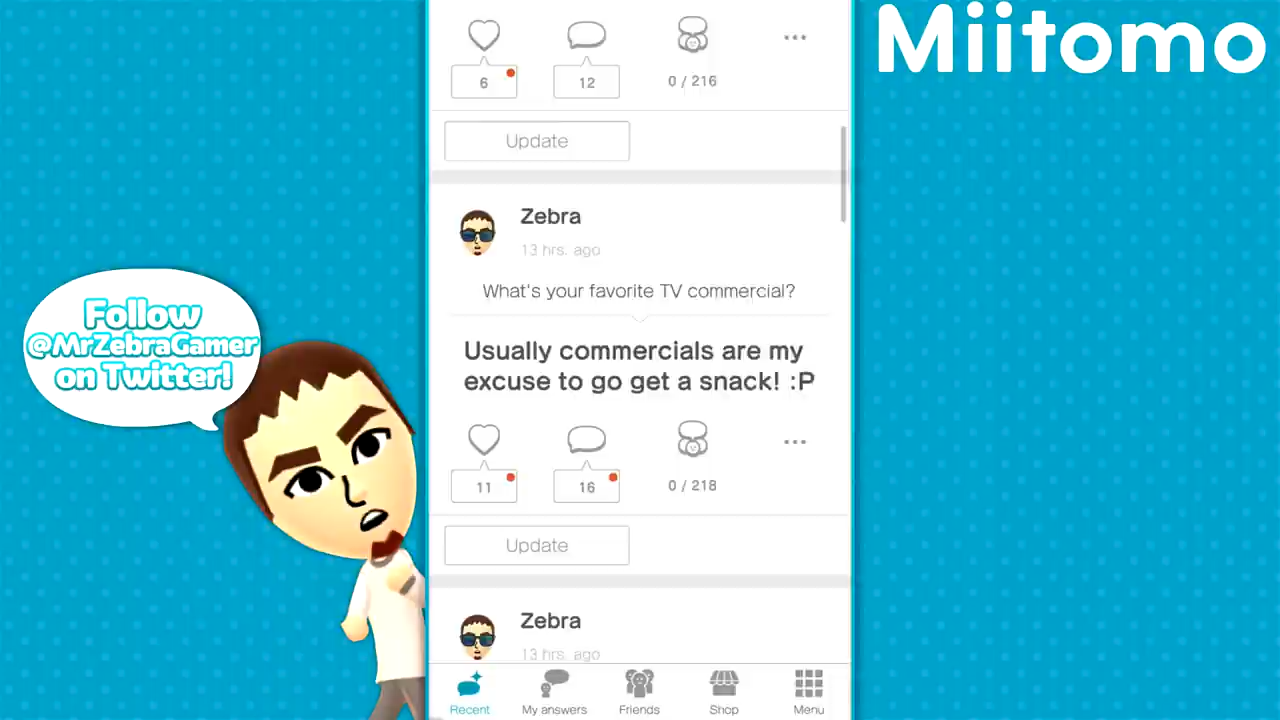 Miitomo
6
12
0 / 216
Update
Zebra
13 hrs. ago
What's your favorite TV commercial?
Usually commercials are my
excuse to go get a snack! :P
11
16
0 / 218
Update
Zebra
13 hrs. ago
Recent
My answers
Friends
Shop
Menu
Follow
@MrZebraGamer
on Twitter!